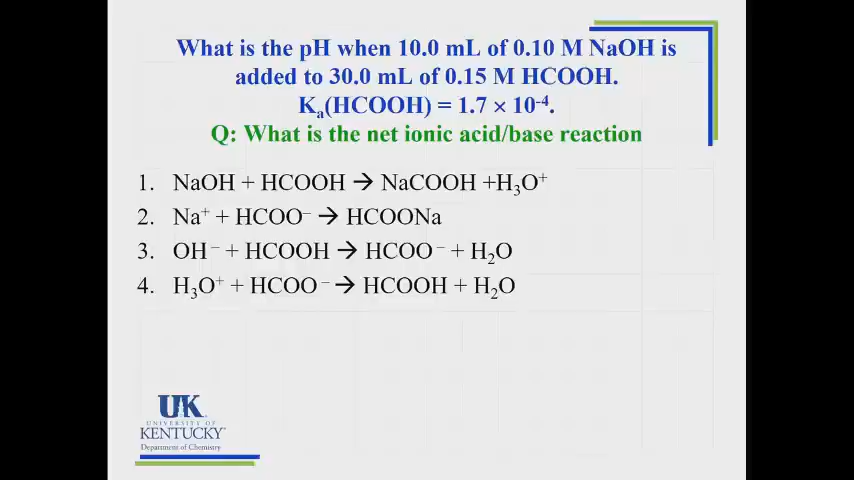 What is the pH when 10.0 mL of 0.10 M NaOH is
added to 30.0 mL of 0.15 M HCOOH.
Kₐ(HCOOH) = 1.7 × 10⁻⁴.
Q: What is the net ionic acid/base reaction
1. NaOH + HCOOH → NaCOOH +H₃O⁺
2. Na⁺ + HCOO⁻ → HCOONa
3. OH⁻ + HCOOH → HCOO⁻ + H₂O
4. H₃O⁺ + HCOO⁻ → HCOOH + H₂O
UK
UNIVERSITY OF
KENTUCKY
Department of Chemistry